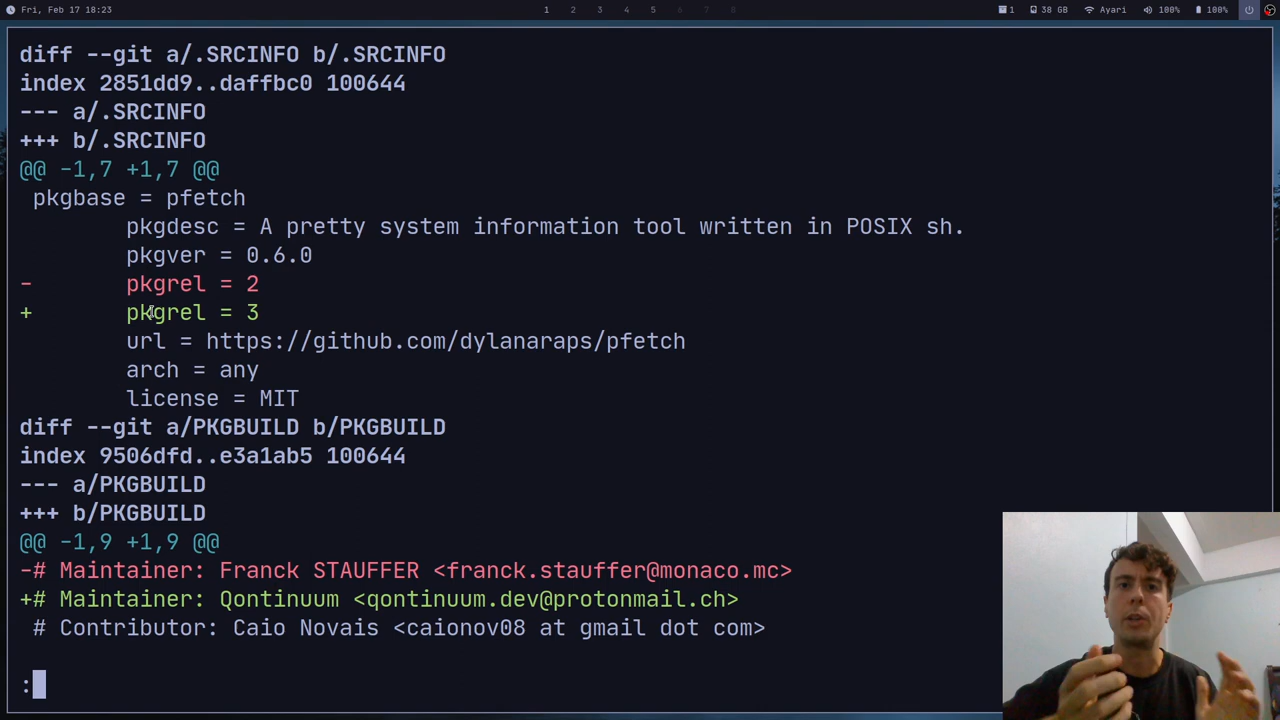 Fri, Feb 17 18:23 1 2 3 4 5 6 7 8 1 38 GB Ayari 100% 100%
diff --git a/.SRCINFO b/.SRCINFO
index 2851dd9..daffbc0 100644
--- a/.SRCINFO
+++ b/.SRCINFO
@@ -1,7 +1,7 @@
pkgbase = pfetch
pkgdesc = A pretty system information tool written in POSIX sh.
pkgver = 0.6.0
- pkgrel = 2
+ pkgrel = 3
url = https://github.com/dylanaraps/pfetch
arch = any
license = MIT
diff --git a/PKGBUILD b/PKGBUILD
index 9506dfd..e3a1ab5 100644
--- a/PKGBUILD
+++ b/PKGBUILD
@@ -1,9 +1,9 @@
-# Maintainer: Franck STAUFFER <franck.stauffer@monaco.mc>
+# Maintainer: Qontinuum <qontinuum.dev@protonmail.ch>
# Contributor: Caio Novais <caionov08 at gmail dot com>
: